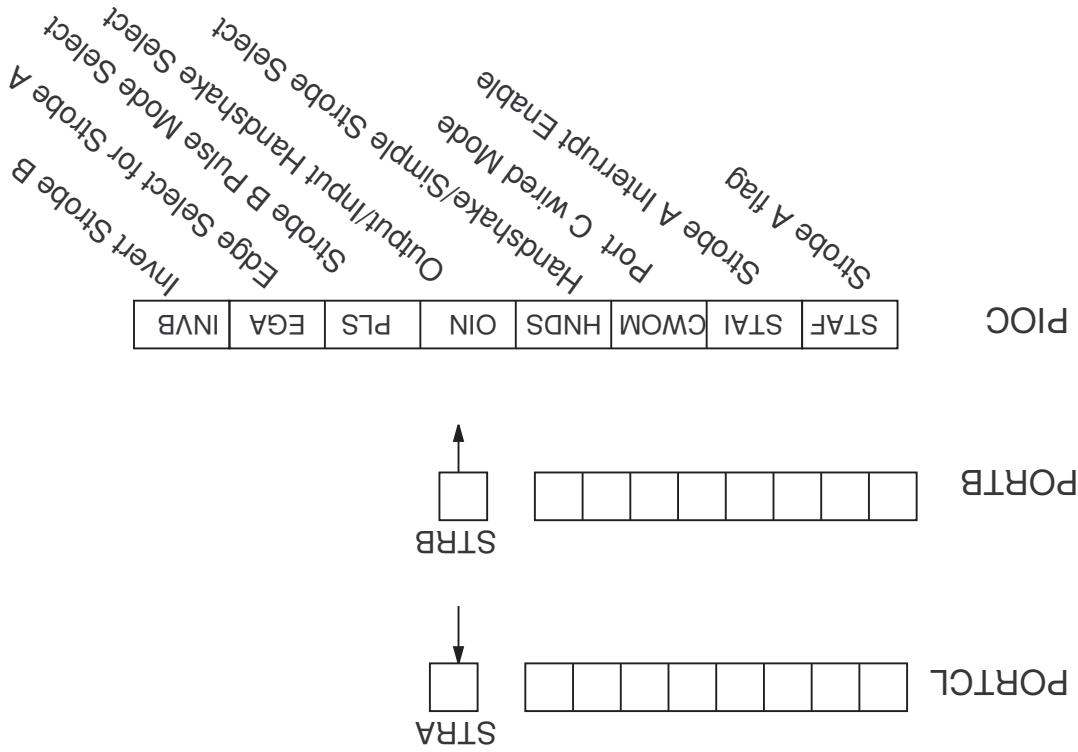 STRA
PORTCL
STRB
PORTB
PIOC
STAF STAI CWOM HNDS OIN PLS EGA INVB
Strobe A flag
Strobe A Interrupt Enable
Port C wired Mode
Handshake/Simple Strobe Select
Output/Input Handshake Select
Strobe B Pulse Mode Select
Edge Select for Strobe A
Invert Strobe B